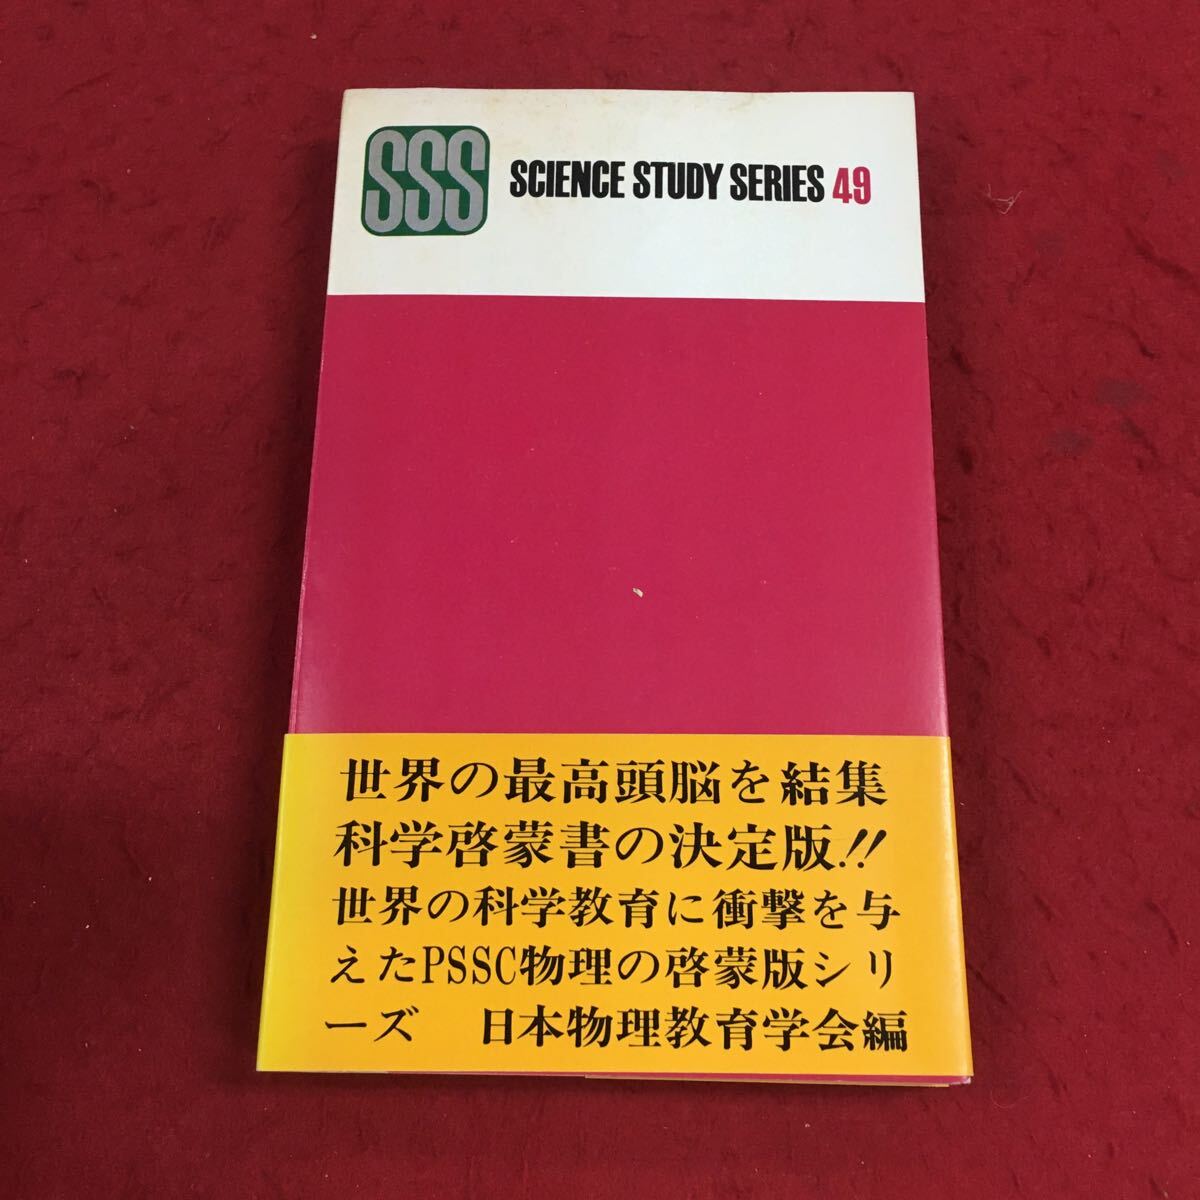 SSS
SCIENCE STUDY SERIES 49
世界の最高頭脳を結集
科学啓蒙書の決定版!!
世界の科学教育に衝撃を与
えたPSSC物理の啓蒙版シリ
ーズ 日本物理教育学会編